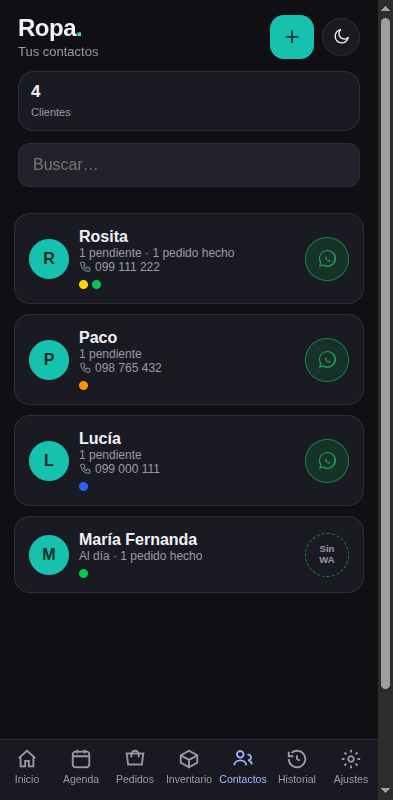 Ropa.
Tus contactos
4
Clientes
Buscar…
R
Rosita
1 pendiente · 1 pedido hecho
099 111 222
P
Paco
1 pendiente
098 765 432
L
Lucía
1 pendiente
099 000 111
M
María Fernanda
Al día · 1 pedido hecho
Sin
WA
Inicio
Agenda
Pedidos
Inventario
Contactos
Historial
Ajustes